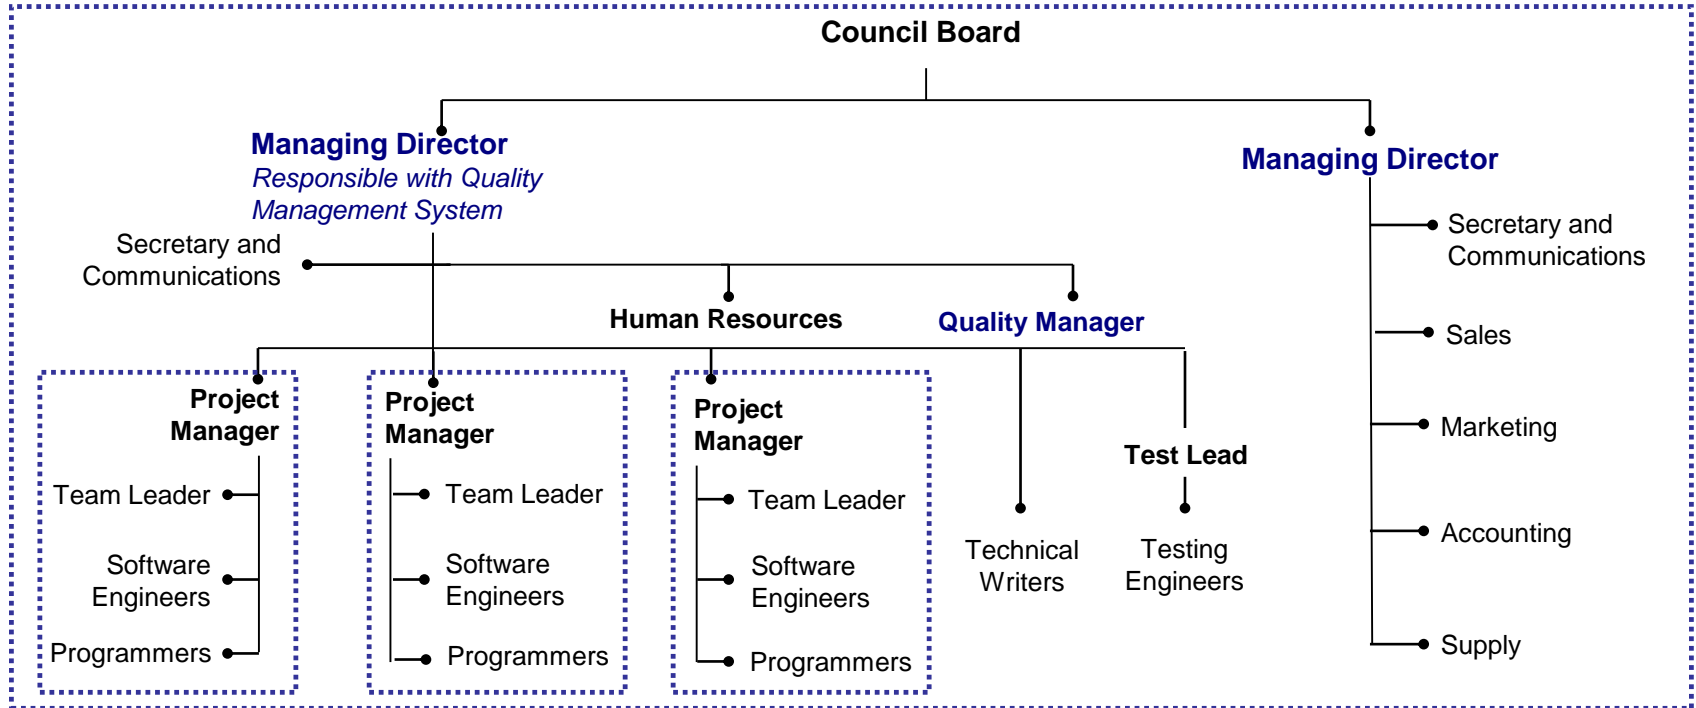 Council Board
Managing Director
Responsible with Quality
Management System
Managing Director
Secretary and
Communications
Secretary and
Communications
Human Resources
Quality Manager
Sales
Project
Manager
Team Leader
Software
Engineers
Programmers
Project
Manager
Team Leader
Software
Engineers
Programmers
Project
Manager
Team Leader
Software
Engineers
Programmers
Technical
Writers
Test Lead
Testing
Engineers
Marketing
Accounting
Supply